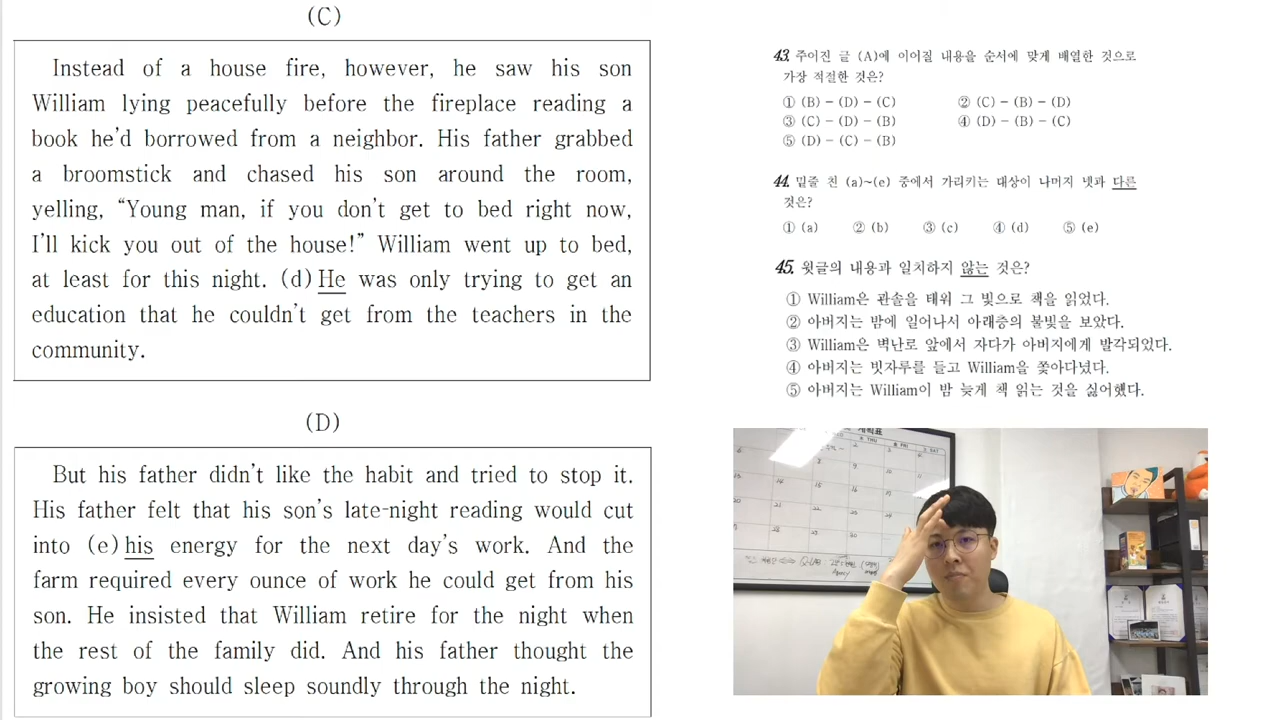 (C)
Instead of a house fire, however, he saw his son
William lying peacefully before the fireplace reading a
book he'd borrowed from a neighbor. His father grabbed
a broomstick and chased his son around the room,
yelling, “Young man, if you don't get to bed right now,
I'll kick you out of the house!” William went up to bed,
at least for this night. (d) He was only trying to get an
education that he couldn't get from the teachers in the
community.
(D)
But his father didn't like the habit and tried to stop it.
His father felt that his son's late-night reading would cut
into (e) his energy for the next day's work. And the
farm required every ounce of work he could get from his
son. He insisted that William retire for the night when
the rest of the family did. And his father thought the
growing boy should sleep soundly through the night.
43. 주어진 글 (A)에 이어질 내용을 순서에 맞게 배열한 것으로
가장 적절한 것은?
① (B) − (D) − (C) ② (C) − (B) − (D)
③ (C) − (D) − (B) ④ (D) − (B) − (C)
⑤ (D) − (C) − (B)
44. 밑줄 친 (a)~(e) 중에서 가리키는 대상이 나머지 넷과 다른
것은?
① (a) ② (b) ③ (c) ④ (d) ⑤ (e)
45. 윗글의 내용과 일치하지 않는 것은?
① William은 관솔을 태워 그 빛으로 책을 읽었다.
② 아버지는 밤에 일어나서 아래층의 불빛을 보았다.
③ William은 벽난로 앞에서 자다가 아버지에게 발각되었다.
④ 아버지는 빗자루를 들고 William을 쫓아다녔다.
⑤ 아버지는 William이 밤 늦게 책 읽는 것을 싫어했다.